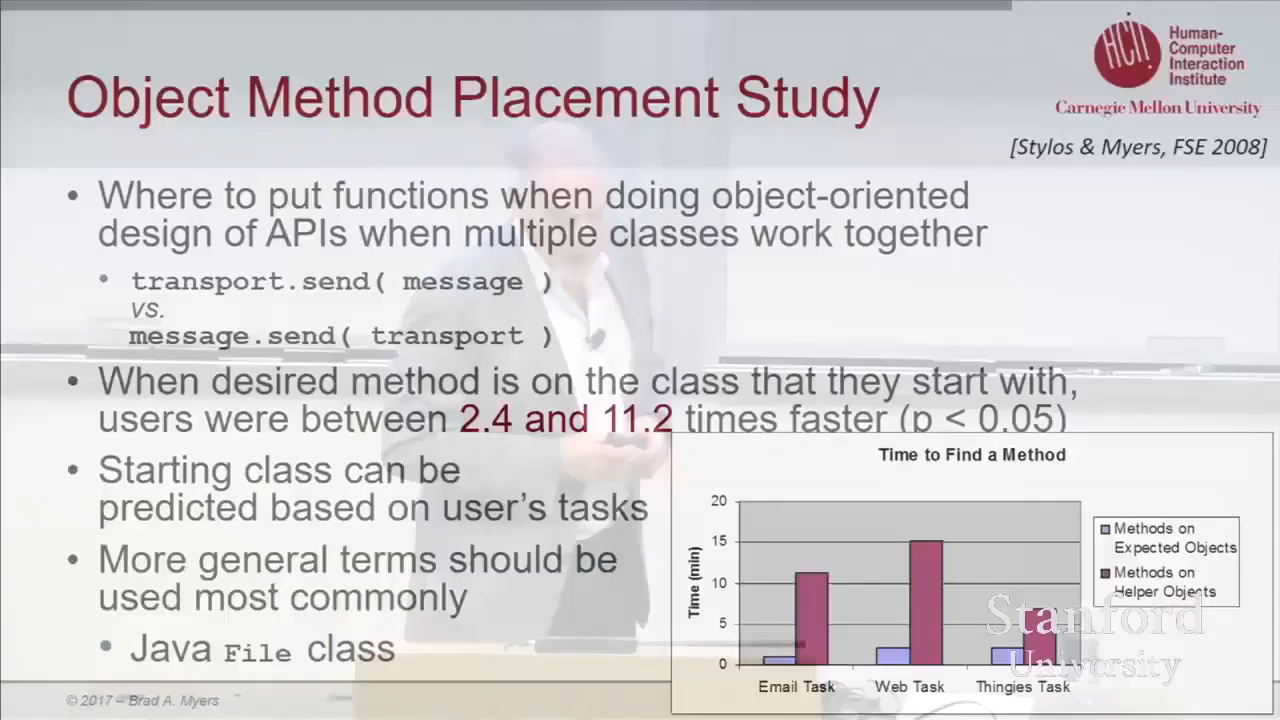 HCII
Human-
Computer
Interaction
Institute
Carnegie Mellon University
Object Method Placement Study
[Stylos & Myers, FSE 2008]
• Where to put functions when doing object-oriented
design of APIs when multiple classes work together
• transport.send( message )
vs.
message.send( transport )
• When desired method is on the class that they start with,
users were between 2.4 and 11.2 times faster (p < 0.05)
• Starting class can be
predicted based on user's tasks
• More general terms should be
used most commonly
• Java File class
Time to Find a Method
Time (min)
20
15
10
5
0
Email Task
Web Task
Thingies Task
Methods on
Expected Objects
Methods on
Helper Objects
Stanford
University
© 2017 – Brad A. Myers